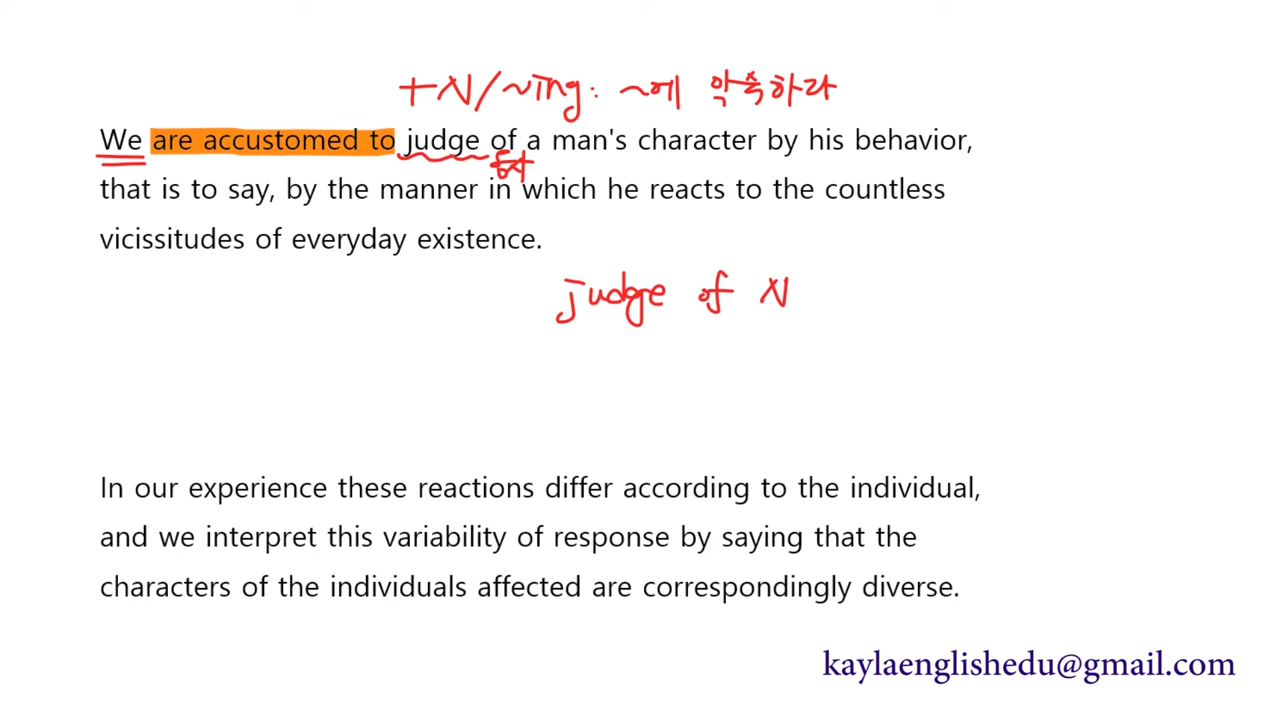 +N/~ing: ~에 익숙하라
We are accustomed to judge of a man's character by his behavior,
동사
that is to say, by the manner in which he reacts to the countless
vicissitudes of everyday existence.
judge of N
In our experience these reactions differ according to the individual,
and we interpret this variability of response by saying that the
characters of the individuals affected are correspondingly diverse.
kaylaenglishedu@gmail.com